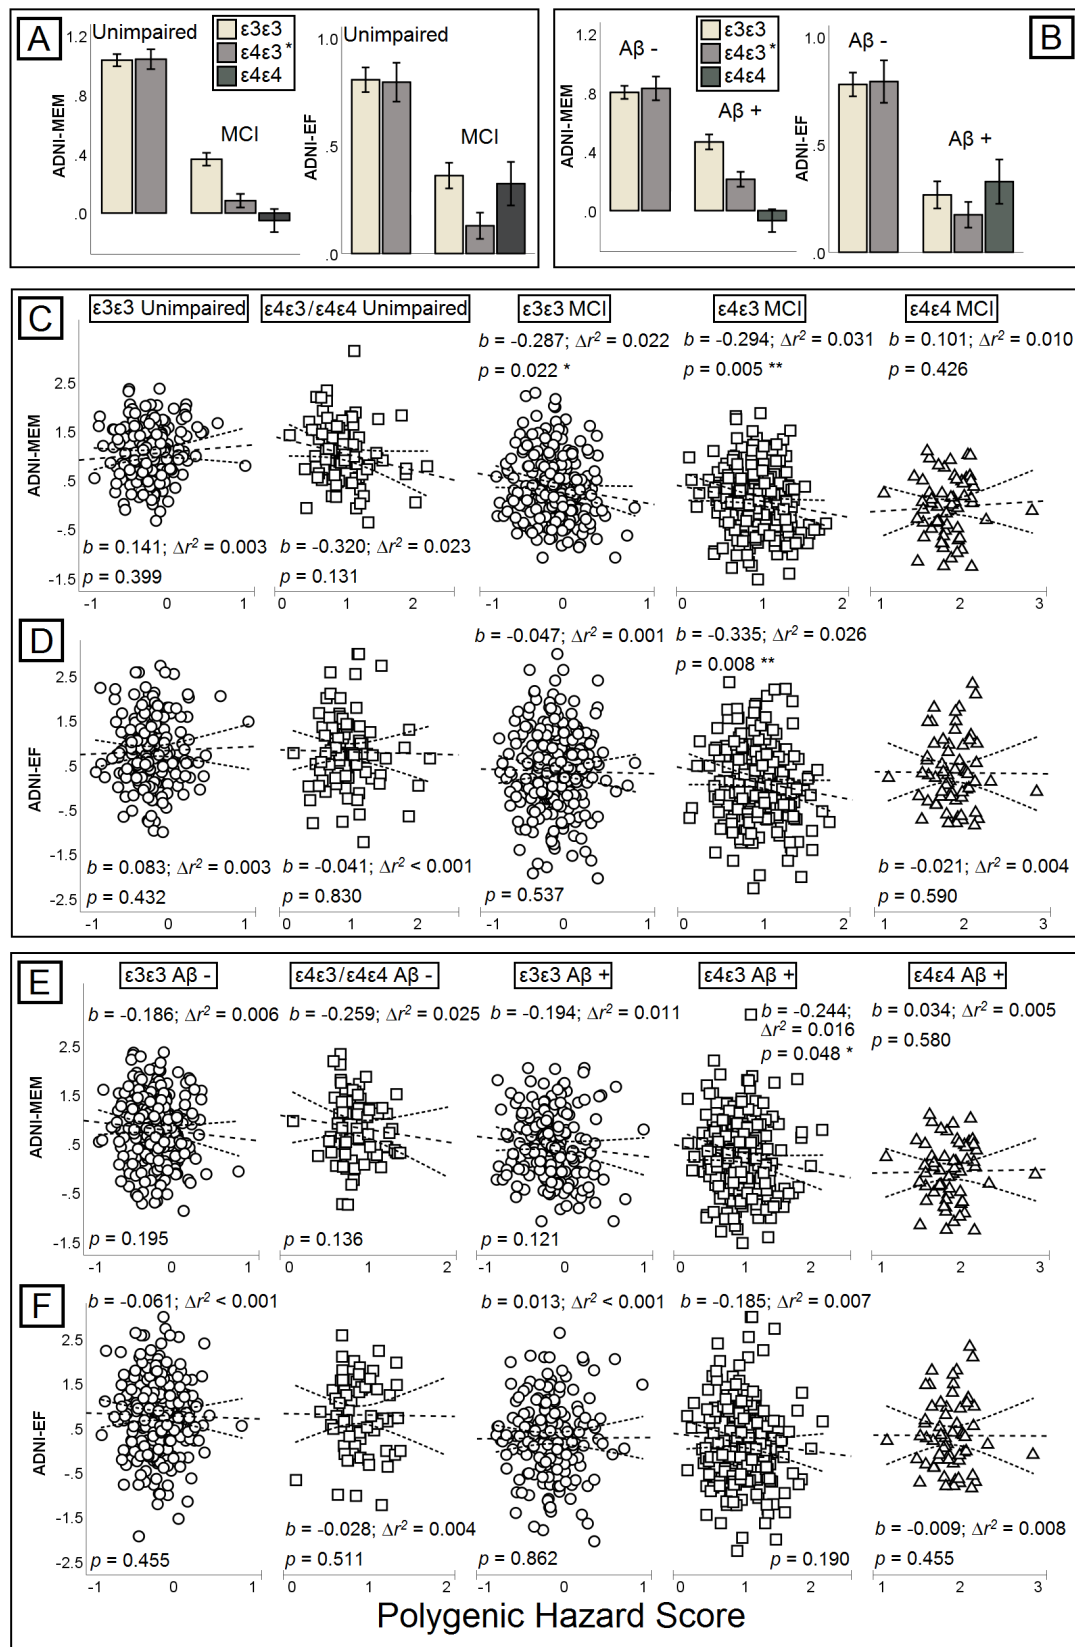 A
Unimpaired
ε3ε3
ε4ε3 *
ε4ε4
MCI
ADNI-MEM
1.2
.8
.4
.0
Unimpaired
MCI
ADNI-EF
1.0
.5
.0
B
Aβ -
ε3ε3
ε4ε3 *
ε4ε4
Aβ +
ADNI-MEM
1.2
.8
.4
.0
Aβ -
Aβ +
ADNI-EF
1.0
.5
.0
C
ε3ε3 Unimpaired
ε4ε3/ε4ε4 Unimpaired
ε3ε3 MCI
ε4ε3 MCI
ε4ε4 MCI
b = -0.287; Δr² = 0.022
p = 0.022 *
b = -0.294; Δr² = 0.031
p = 0.005 **
b = 0.101; Δr² = 0.010
p = 0.426
ADNI-MEM
2.5
1.5
.5
-.5
-1.5
b = 0.141; Δr² = 0.003
p = 0.399
b = -0.320; Δr² = 0.023
p = 0.131
-1 0 1
0 1 2
-1 0 1
0 1 2
1 2 3
D
b = -0.047; Δr² = 0.001
b = -0.335; Δr² = 0.026
p = 0.008 **
ADNI-EF
2.5
1.5
.5
-.5
-1.5
-2.5
b = 0.083; Δr² = 0.003
p = 0.432
b = -0.041; Δr² < 0.001
p = 0.830
p = 0.537
b = -0.021; Δr² = 0.004
p = 0.590
-1 0 1
0 1 2
-1 0 1
0 1 2
1 2 3
E
ε3ε3 Aβ -
ε4ε3/ε4ε4 Aβ -
ε3ε3 Aβ +
ε4ε3 Aβ +
ε4ε4 Aβ +
b = -0.186; Δr² = 0.006
b = -0.259; Δr² = 0.025
b = -0.194; Δr² = 0.011
b = -0.244;
Δr² = 0.016
p = 0.048 *
b = 0.034; Δr² = 0.005
p = 0.580
ADNI-MEM
2.5
1.5
.5
-.5
-1.5
p = 0.195
p = 0.136
p = 0.121
-1 0 1
0 1 2
-1 0 1
0 1 2
1 2 3
F
b = -0.061; Δr² < 0.001
b = 0.013; Δr² < 0.001
b = -0.185; Δr² = 0.007
ADNI-EF
2.5
1.5
.5
-.5
-1.5
-2.5
p = 0.455
b = -0.028; Δr² = 0.004
p = 0.511
p = 0.862
p = 0.190
b = -0.009; Δr² = 0.008
p = 0.455
-1 0 1
0 1 2
-1 0 1
0 1 2
1 2 3
Polygenic Hazard Score